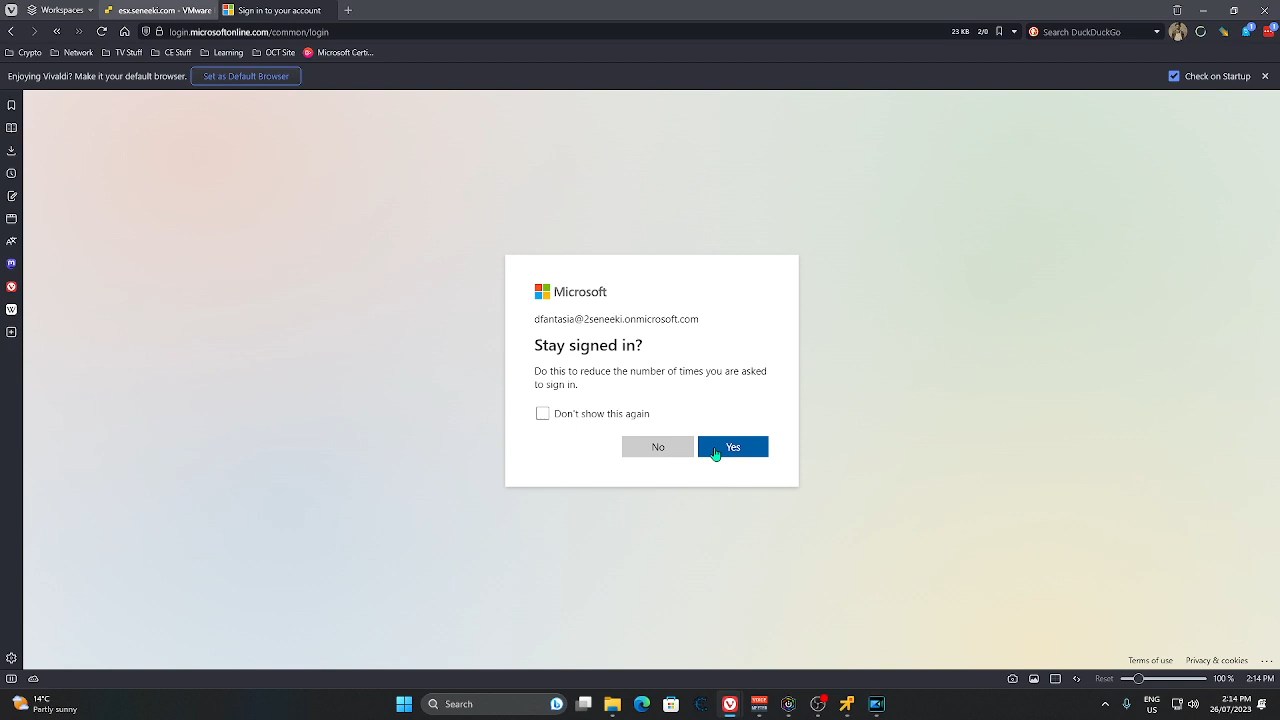 Workspaces
esx.seneeki.com - VMware
Sign in to your account
login.microsoftonline.com/common/login
23 KB 2/0
Search DuckDuckGo
Crypto
Network
TV Stuff
CE Stuff
Learning
OCT Site
Microsoft Certi...
Enjoying Vivaldi? Make it your default browser.
Set as Default Browser
Check on Startup
Microsoft
dfantasia@2seneeki.onmicrosoft.com
Stay signed in?
Do this to reduce the number of times you are asked
to sign in.
Don't show this again
No
Yes
Terms of use
Privacy & cookies
...
Reset
100 %
2:14 PM
14°C
Partly sunny
Search
ENG
US
2:14 PM
26/07/2023